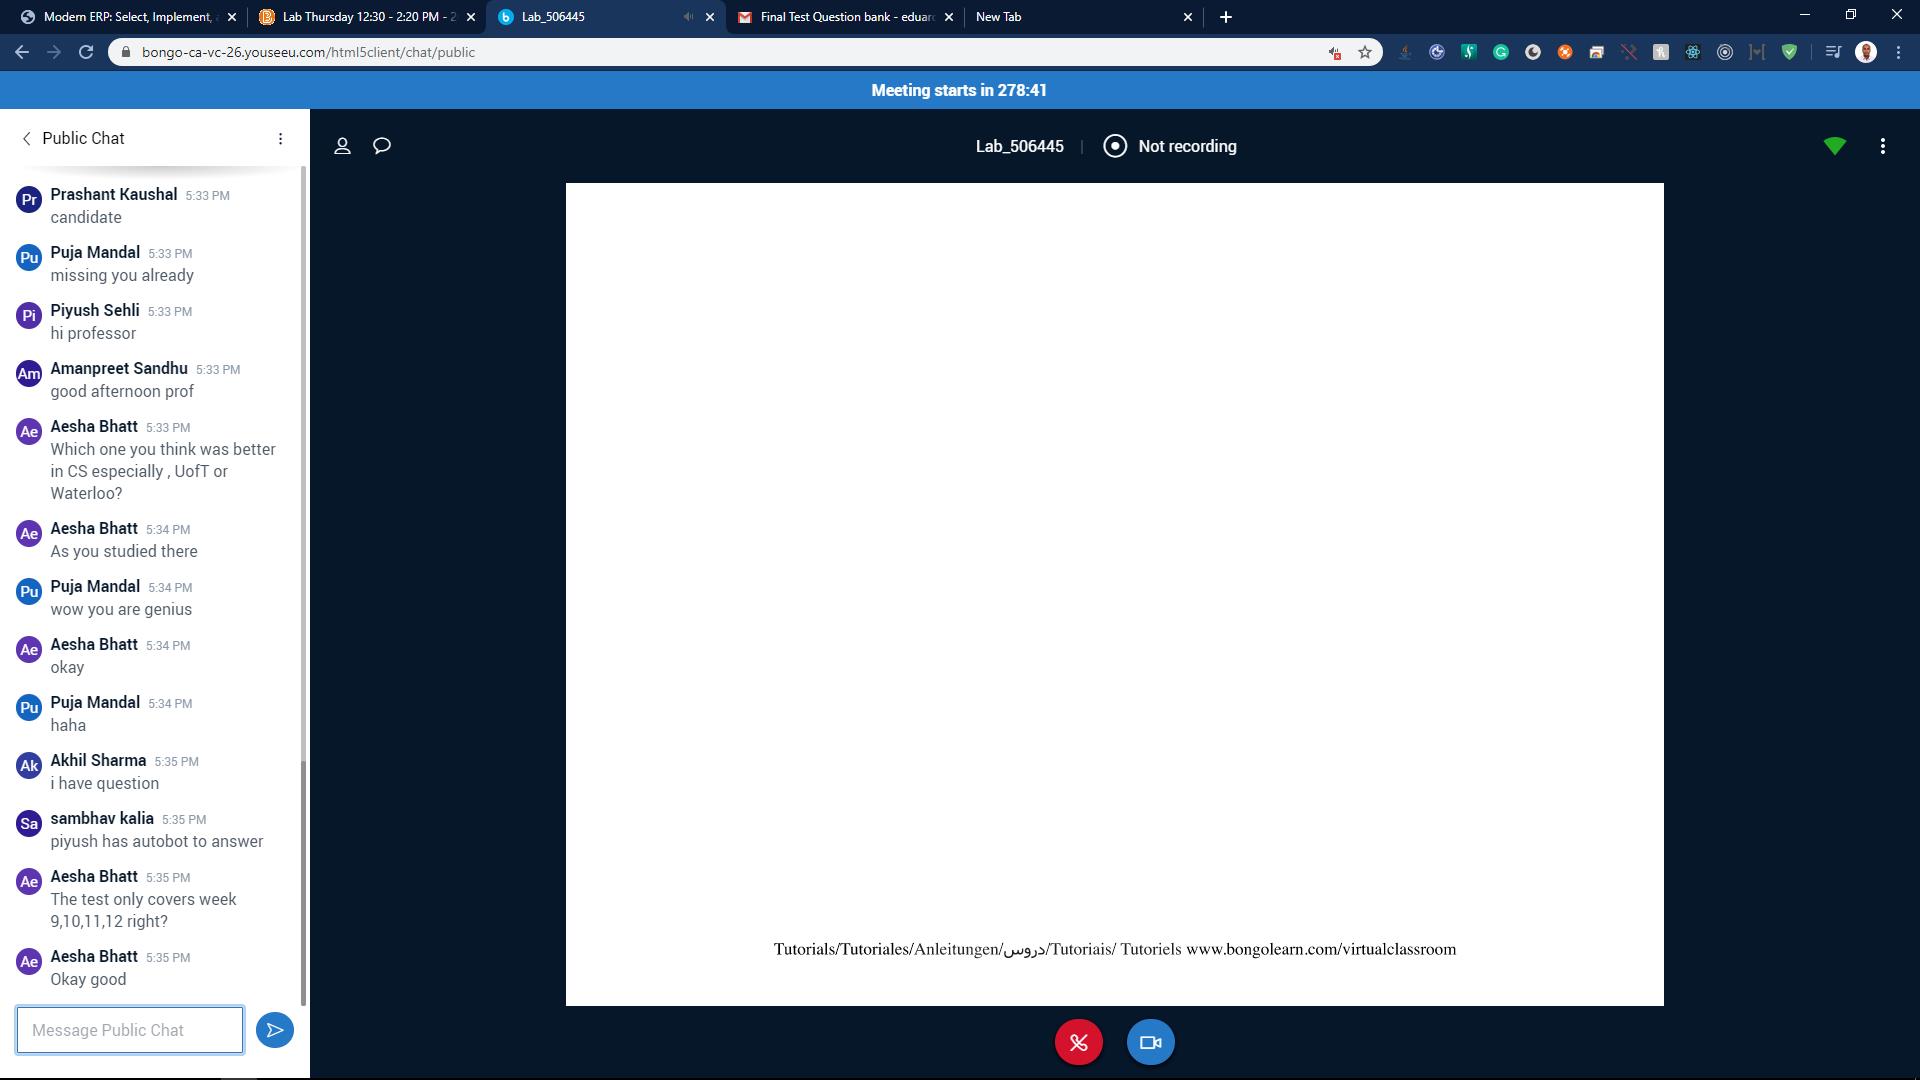 Modern ERP: Select, Implement,
Lab Thursday 12:30 - 2:20 PM - 2
Lab_506445
Final Test Question bank - eduar
New Tab
bongo-ca-vc-26.youseeu.com/html5client/chat/public
Meeting starts in 278:41
Public Chat
Lab_506445 | Not recording
Pr Prashant Kaushal 5:33 PM
candidate
Pu Puja Mandal 5:33 PM
missing you already
Pi Piyush Sehli 5:33 PM
hi professor
Am Amanpreet Sandhu 5:33 PM
good afternoon prof
Ae Aesha Bhatt 5:33 PM
Which one you think was better
in CS especially , UofT or
Waterloo?
Ae Aesha Bhatt 5:34 PM
As you studied there
Pu Puja Mandal 5:34 PM
wow you are genius
Ae Aesha Bhatt 5:34 PM
okay
Pu Puja Mandal 5:34 PM
haha
Ak Akhil Sharma 5:35 PM
i have question
Sa sambhav kalia 5:35 PM
piyush has autobot to answer
Ae Aesha Bhatt 5:35 PM
The test only covers week
9,10,11,12 right?
Ae Aesha Bhatt 5:35 PM
Okay good
Message Public Chat
Tutorials/Tutoriales/Anleitungen/دروس/Tutoriais/ Tutoriels www.bongolearn.com/virtualclassroom